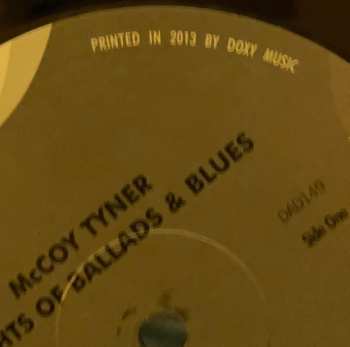 PRINTED IN 2013 BY DOXY MUSIC
McCOY TYNER
HTS OF BALLADS & BLUES
DAD149
Side One